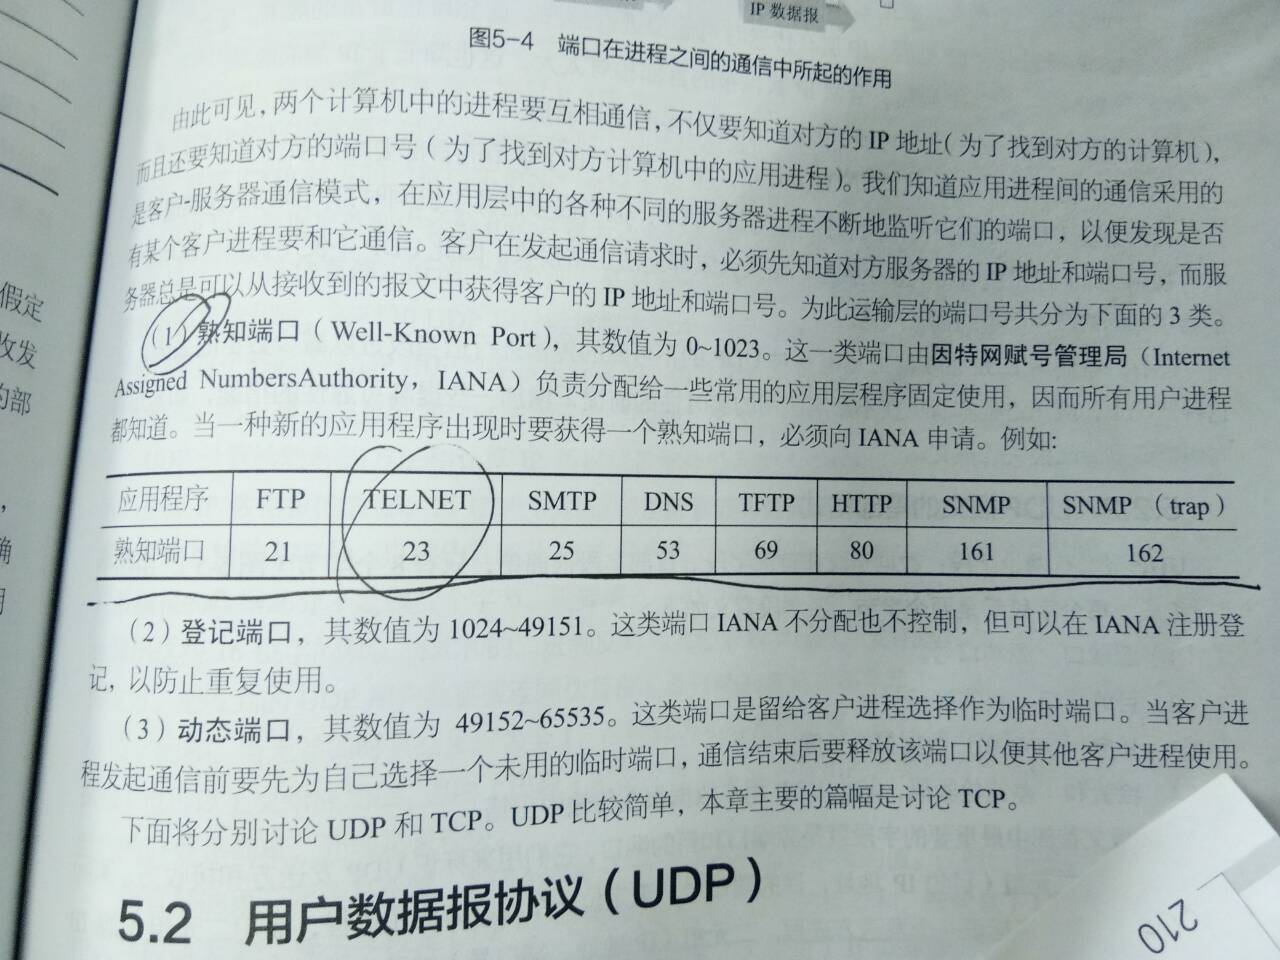 IP 数据报
图5-4 端口在进程之间的通信中所起的作用
由此可见，两个计算机中的进程要互相通信，不仅要知道对方的 IP 地址（为了找到对方的计算机），
而且还要知道对方的端口号（为了找到对方计算机中的应用进程）。我们知道应用进程间的通信采用的
是客户-服务器通信模式，在应用层中的各种不同的服务器进程不断地监听它们的端口，以便发现是否
有某个客户进程要和它通信。客户在发起通信请求时，必须先知道对方服务器的 IP 地址和端口号，而服
务器总是可以从接收到的报文中获得客户的 IP 地址和端口号。为此运输层的端口号共分为下面的 3 类。
（1）熟知端口（Well-Known Port），其数值为 0~1023。这一类端口由因特网赋号管理局（Internet
Assigned NumbersAuthority，IANA）负责分配给一些常用的应用层程序固定使用，因而所有用户进程
都知道。当一种新的应用程序出现时要获得一个熟知端口，必须向 IANA 申请。例如:
应用程序 FTP TELNET SMTP DNS TFTP HTTP SNMP SNMP （trap）
熟知端口 21 23 25 53 69 80 161 162
（2）登记端口，其数值为 1024~49151。这类端口 IANA 不分配也不控制，但可以在 IANA 注册登
记，以防止重复使用。
（3）动态端口，其数值为 49152~65535。这类端口是留给客户进程选择作为临时端口。当客户进
程发起通信前要先为自己选择一个未用的临时端口，通信结束后要释放该端口以便其他客户进程使用。
下面将分别讨论 UDP 和 TCP。UDP 比较简单，本章主要的篇幅是讨论 TCP。
5.2 用户数据报协议（UDP）
假定
收发
的部
确
210